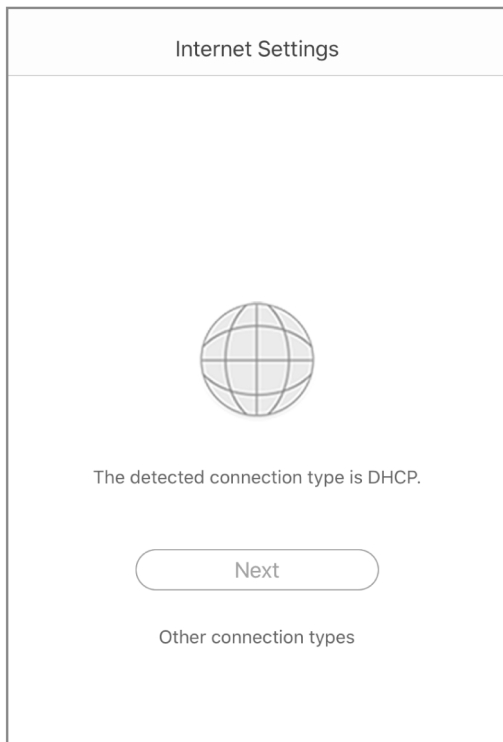 Internet Settings
The detected connection type is DHCP.
Next
Other connection types